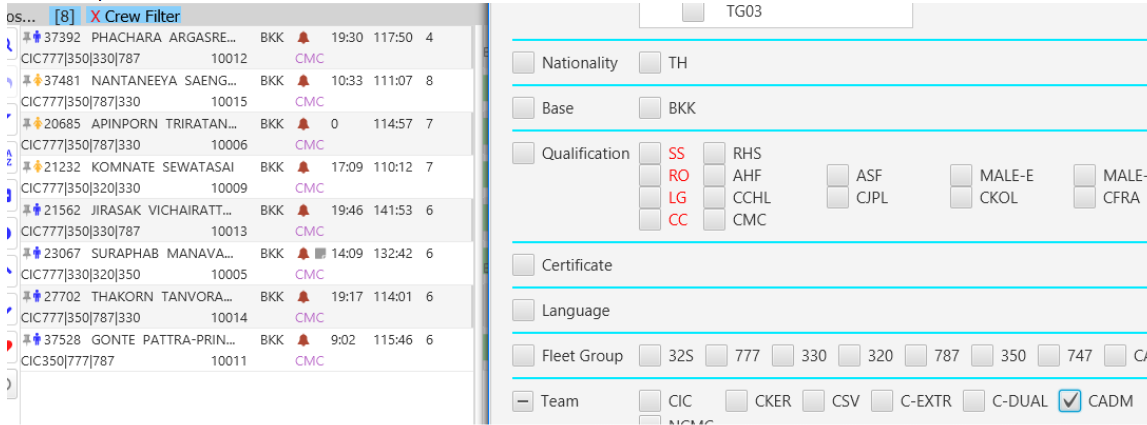 os... [8] X Crew Filter
37392 PHACHARA ARGASRE... BKK 19:30 117:50 4
CIC777|350|330|787 10012 CMC
37481 NANTANEEYA SAENG... BKK 10:33 111:07 8
CIC777|350|787|330 10015 CMC
20685 APINPORN TRIRATAN... BKK 0 114:57 7
CIC777|350|787|330 10006 CMC
21232 KOMNATE SEWATASAI BKK 17:09 110:12 7
CIC777|350|320|330 10009 CMC
21562 JIRASAK VICHAIRATT... BKK 19:46 141:53 6
CIC777|350|330|787 10013 CMC
23067 SURAPHAB MANAVA... BKK 14:09 132:42 6
CIC777|330|320|350 10005 CMC
27702 THAKORN TANVORA... BKK 19:17 114:01 6
CIC777|350|787|330 10014 CMC
37528 GONTE PATTRA-PRIN... BKK 9:02 115:46 6
CIC350|777|787 10011 CMC
TG03
Nationality TH
Base BKK
Qualification SS RHS
RO AHF ASF MALE-E MALE-
LG CCHL CJPL CKOL CFRA
CC CMC
Certificate
Language
Fleet Group 32S 777 330 320 787 350 747 CA
Team CIC CKER CSV C-EXTR C-DUAL CADM